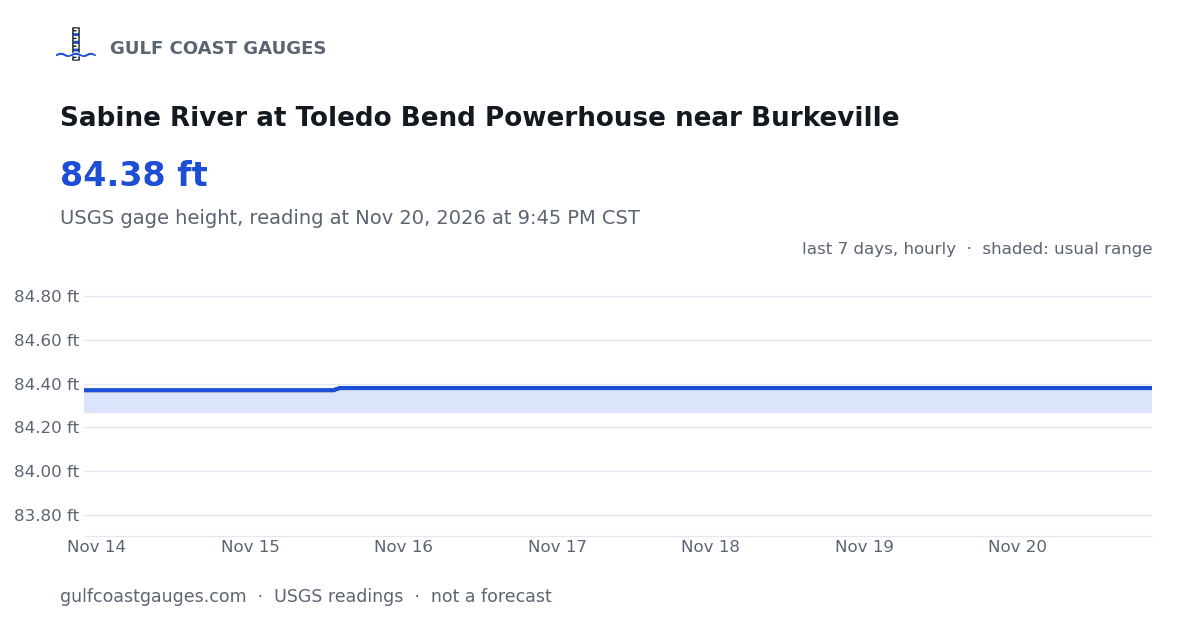 GULF COAST GAUGES
Sabine River at Toledo Bend Powerhouse near Burkeville
84.38 ft
USGS gage height, reading at Nov 20, 2026 at 9:45 PM CST
last 7 days, hourly · shaded: usual range
84.80 ft
84.60 ft
84.40 ft
84.20 ft
84.00 ft
83.80 ft
Nov 14 Nov 15 Nov 16 Nov 17 Nov 18 Nov 19 Nov 20
gulfcoastgauges.com · USGS readings · not a forecast